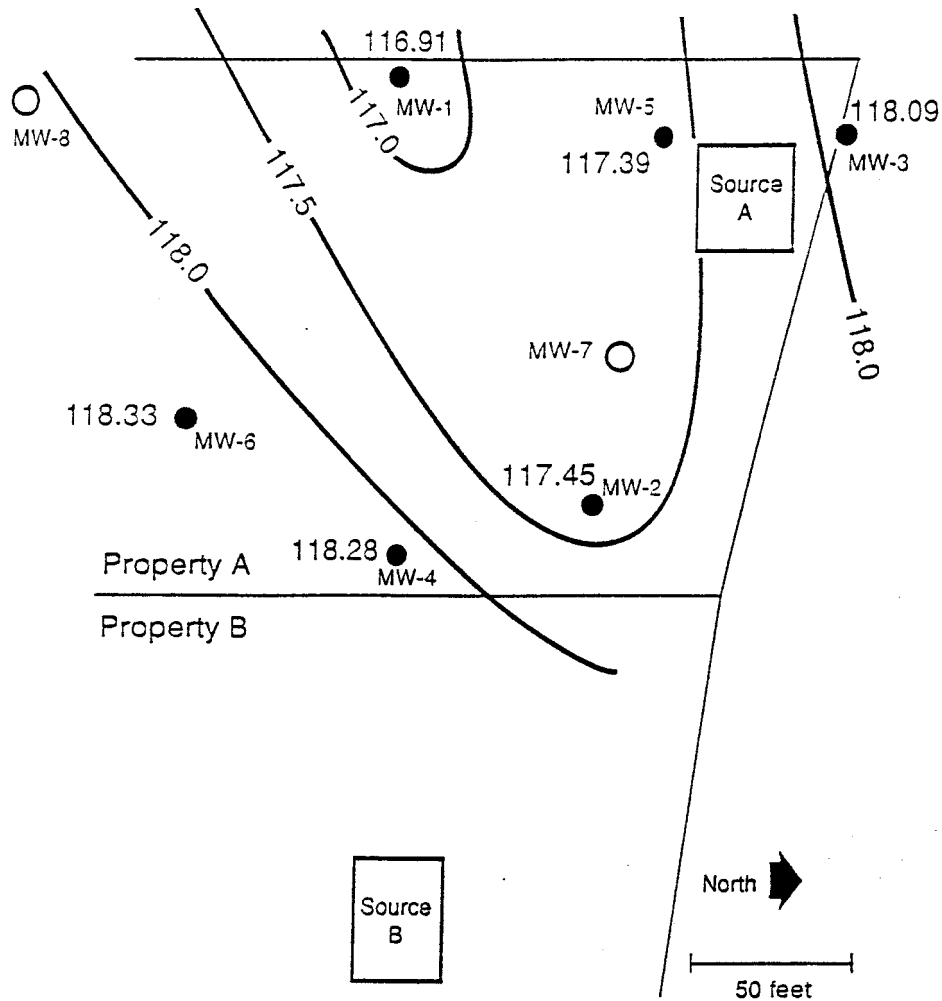 116.91
MW-1
117.0
MW-8
MW-5
117.39
118.09
MW-3
Source
A
117.5
118.0
118.0
MW-7
118.33
MW-6
117.45
MW-2
118.28
MW-4
Property A
Property B
Source
B
North
50 feet